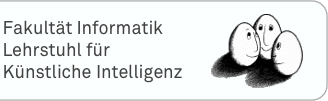 Fakultät Informatik
Lehrstuhl für
Künstliche Intelligenz